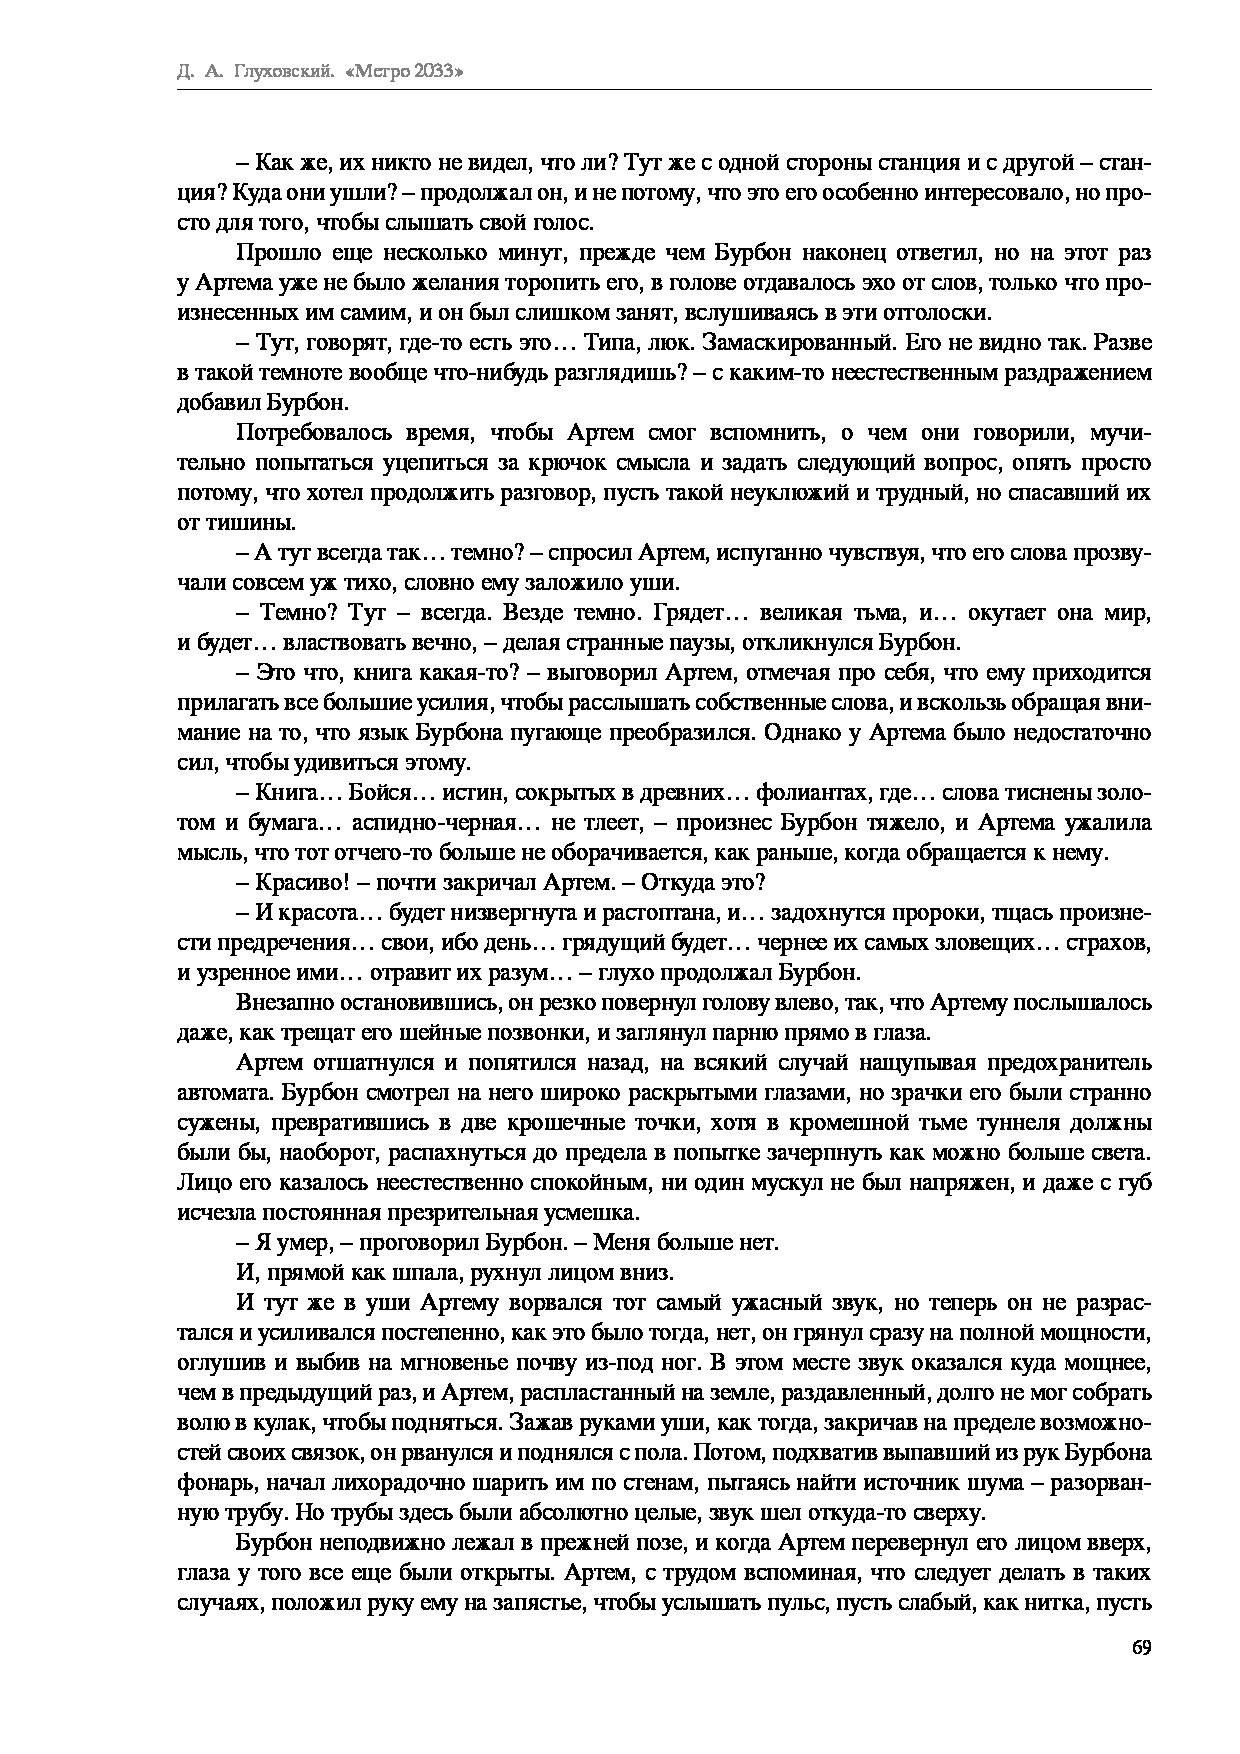 Д. А. Глуховский. «Метро 2033»
– Как же, их никто не видел, что ли? Тут же с одной стороны станция и с другой – стан-
ция? Куда они ушли? – продолжал он, и не потому, что это его особенно интересовало, но про-
сто для того, чтобы слышать свой голос.
Прошло еще несколько минут, прежде чем Бурбон наконец ответил, но на этот раз
у Артема уже не было желания торопить его, в голове отдавалось эхо от слов, только что про-
изнесенных им самим, и он был слишком занят, вслушиваясь в эти отголоски.
– Тут, говорят, где-то есть это… Типа, люк. Замаскированный. Его не видно так. Разве
в такой темноте вообще что-нибудь разглядишь? – с каким-то неестественным раздражением
добавил Бурбон.
Потребовалось время, чтобы Артем смог вспомнить, о чем они говорили, мучи-
тельно попытаться уцепиться за крючок смысла и задать следующий вопрос, опять просто
потому, что хотел продолжить разговор, пусть такой неуклюжий и трудный, но спасавший их
от тишины.
– А тут всегда так… темно? – спросил Артем, испуганно чувствуя, что его слова прозву-
чали совсем уж тихо, словно ему заложило уши.
– Темно? Тут – всегда. Везде темно. Грядет… великая тьма, и… окутает она мир,
и будет… властвовать вечно, – делая странные паузы, откликнулся Бурбон.
– Это что, книга какая-то? – выговорил Артем, отмечая про себя, что ему приходится
прилагать все большие усилия, чтобы расслышать собственные слова, и вскользь обращая вни-
мание на то, что язык Бурбона пугающе преобразился. Однако у Артема было недостаточно
сил, чтобы удивиться этому.
– Книга… Бойся… истин, сокрытых в древних… фолиантах, где… слова тиснены золо-
том и бумага… аспидно-черная… не тлеет, – произнес Бурбон тяжело, и Артема ужалила
мысль, что тот отчего-то больше не оборачивается, как раньше, когда обращается к нему.
– Красиво! – почти закричал Артем. – Откуда это?
– И красота… будет низвергнута и растоптана, и… задохнутся пророки, тщась произне-
сти предречения… свои, ибо день… грядущий будет… чернее их самых зловещих… страхов,
и узренное ими… отравит их разум… – глухо продолжал Бурбон.
Внезапно остановившись, он резко повернул голову влево, так, что Артему послышалось
даже, как трещат его шейные позвонки, и заглянул парню прямо в глаза.
Артем отшатнулся и попятился назад, на всякий случай нащупывая предохранитель
автомата. Бурбон смотрел на него широко раскрытыми глазами, но зрачки его были странно
сужены, превратившись в две крошечные точки, хотя в кромешной тьме туннеля должны
были бы, наоборот, распахнуться до предела в попытке зачерпнуть как можно больше света.
Лицо его казалось неестественно спокойным, ни один мускул не был напряжен, и даже с губ
исчезла постоянная презрительная усмешка.
– Я умер, – проговорил Бурбон. – Меня больше нет.
И, прямой как шпала, рухнул лицом вниз.
И тут же в уши Артему ворвался тот самый ужасный звук, но теперь он не разрас-
тался и усиливался постепенно, как это было тогда, нет, он грянул сразу на полной мощности,
оглушив и выбив на мгновенье почву из-под ног. В этом месте звук оказался куда мощнее,
чем в предыдущий раз, и Артем, распластанный на земле, раздавленный, долго не мог собрать
волю в кулак, чтобы подняться. Зажав руками уши, как тогда, закричав на пределе возможно-
стей своих связок, он рванулся и поднялся с пола. Потом, подхватив выпавший из рук Бурбона
фонарь, начал лихорадочно шарить им по стенам, пытаясь найти источник шума – разорван-
ную трубу. Но трубы здесь были абсолютно целые, звук шел откуда-то сверху.
Бурбон неподвижно лежал в прежней позе, и когда Артем перевернул его лицом вверх,
глаза у того все еще были открыты. Артем, с трудом вспоминая, что следует делать в таких
случаях, положил руку ему на запястье, чтобы услышать пульс, пусть слабый, как нитка, пусть
69